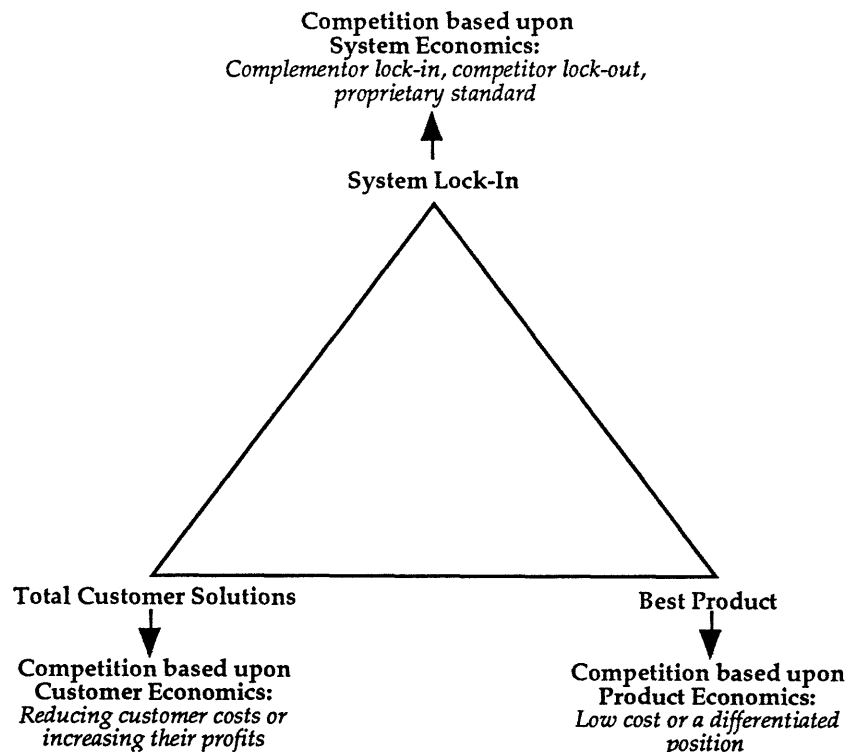 Competition based upon
System Economics:
Complementor lock-in, competitor lock-out,
proprietary standard
System Lock-In
Total Customer Solutions
Competition based upon
Customer Economics:
Reducing customer costs or
increasing their profits
Best Product
Competition based upon
Product Economics:
Low cost or a differentiated
position